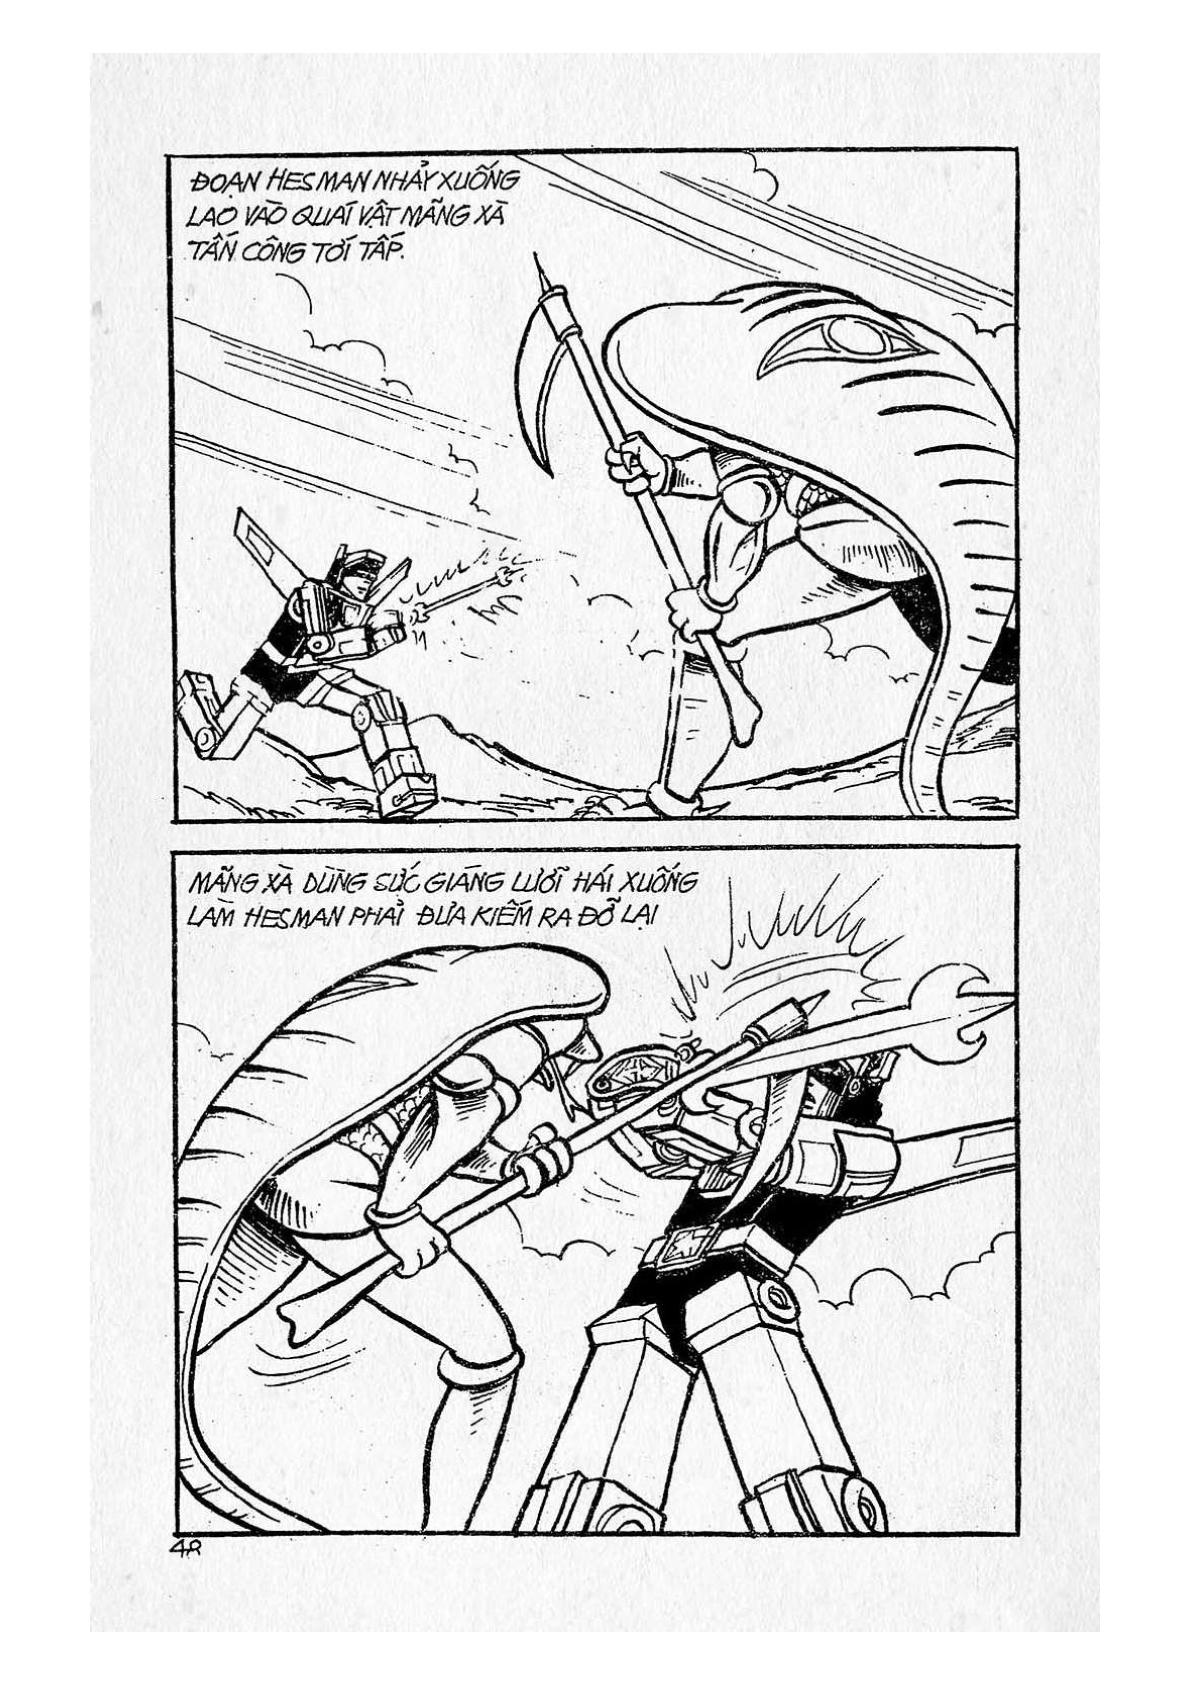 ĐOẠN HESMAN NHẢY XUỐNG
LAO VÀO QUÁI VẬT MÃNG XÀ
TẤN CÔNG TỚI TẤP.
MÃNG XÀ DÙNG SỨC GIÁNG LƯỠI HÁI XUỐNG
LÀM HESMAN PHẢI ĐƯA KIẾM RA ĐỠ LẠI
48